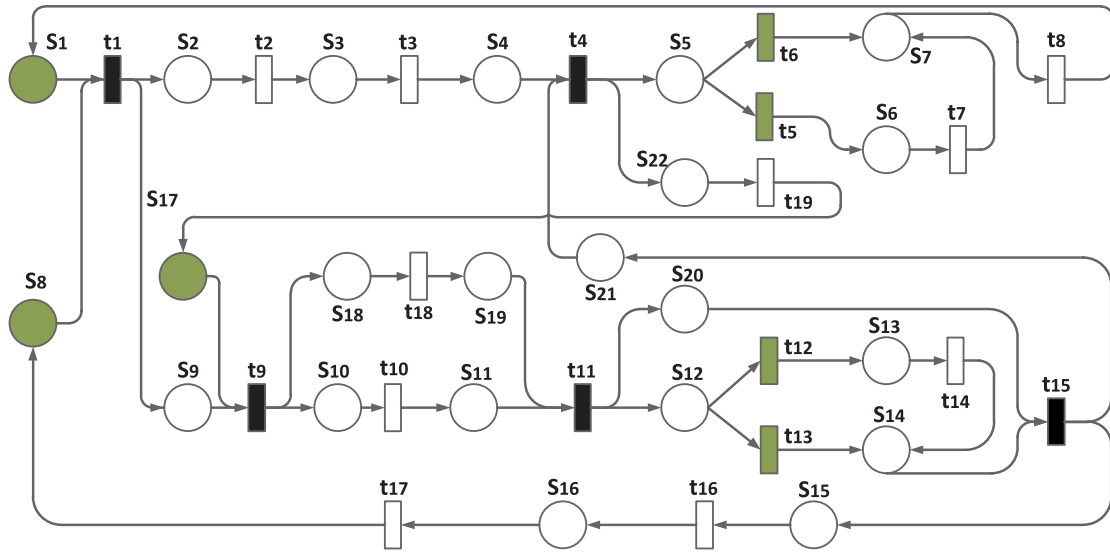 S1 t1 S2 t2 S3 t3 S4 t4 S5 t6 S7 t8
t5 S6 t7
S22 t19
S17
S8 S18 t18 S19 S21 S20
S9 t9 S10 t10 S11 t11 S12 t12 S13 t14 t15
t13 S14
t17 S16 t16 S15